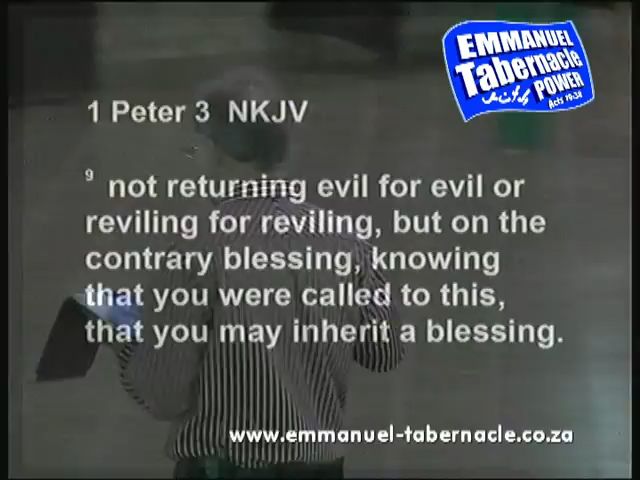 EMMANUEL
Tabernacle
POWER
Acts 10:38
1 Peter 3 NKJV
9 not returning evil for evil or
reviling for reviling, but on the
contrary blessing, knowing
that you were called to this,
that you may inherit a blessing.
www.emmanuel-tabernacle.co.za